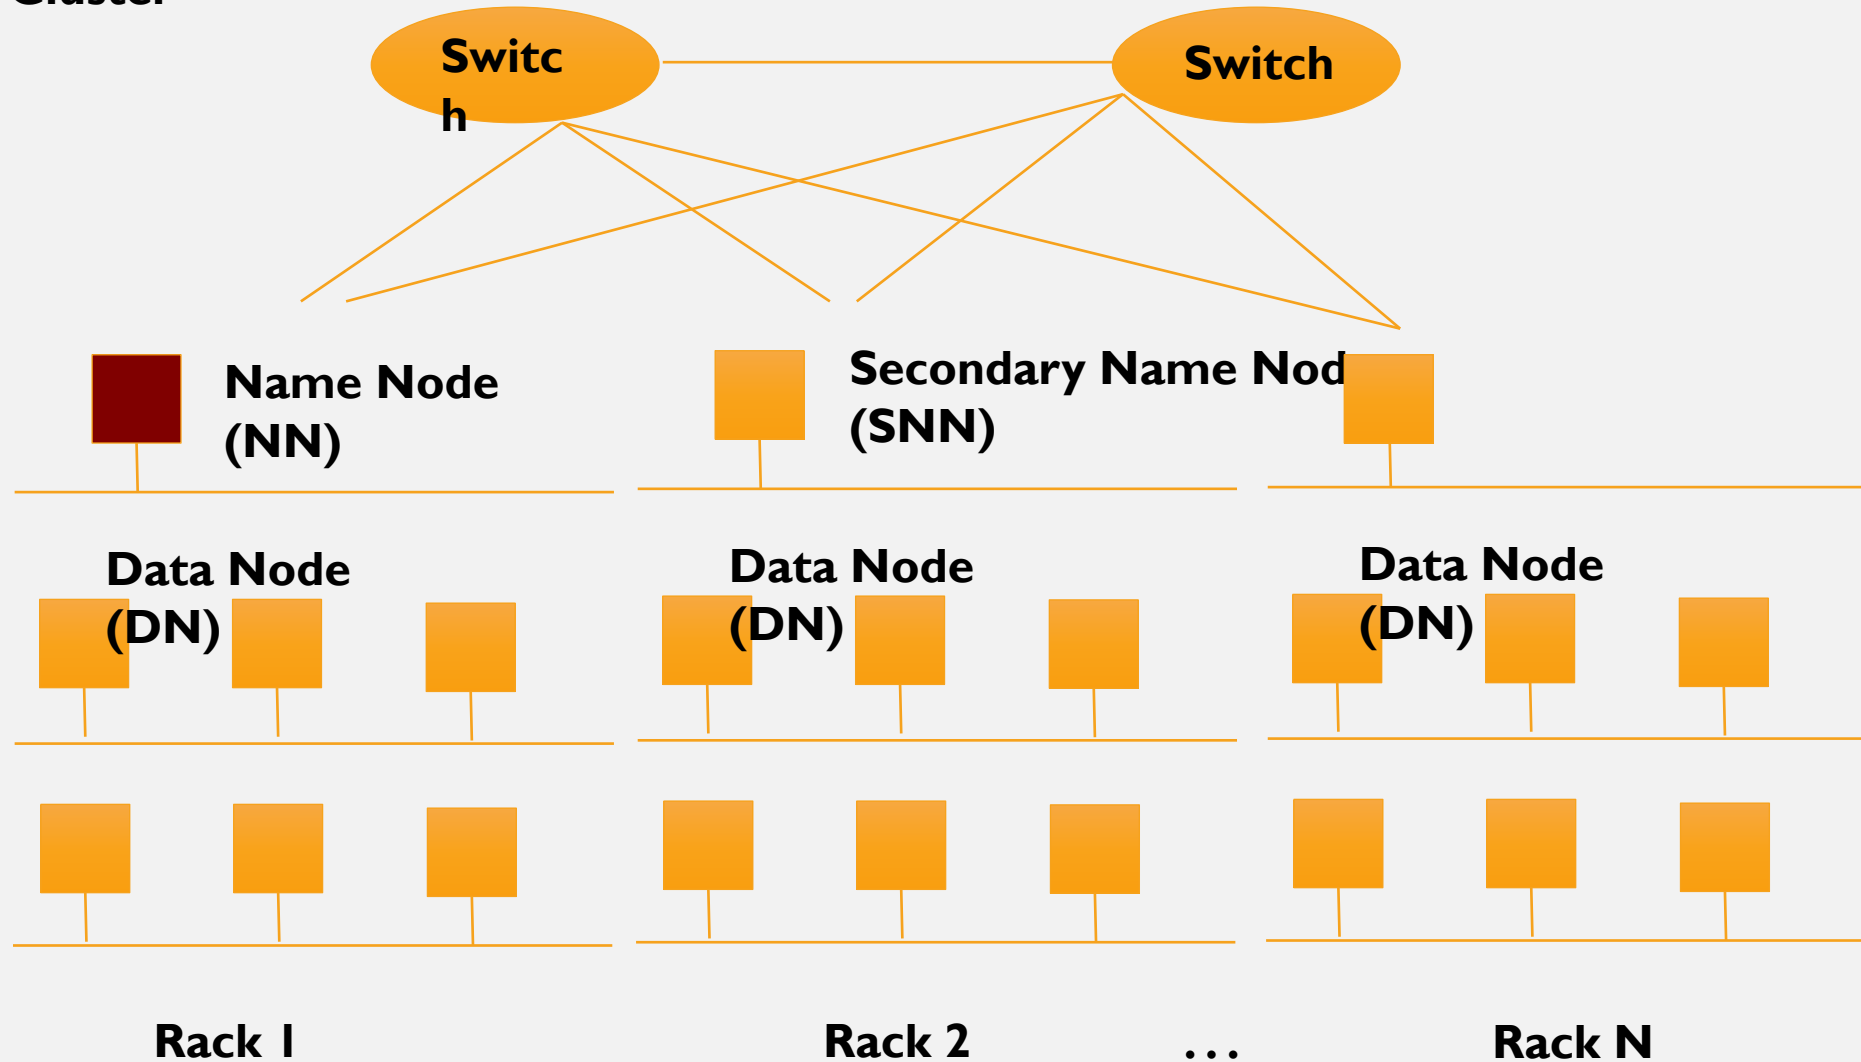 Cluster
Switc
h
Switch
Name Node
(NN)
Secondary Name Nod
(SNN)
Data Node
(DN)
Data Node
(DN)
Data Node
(DN)
Rack 1
Rack 2
...
Rack N